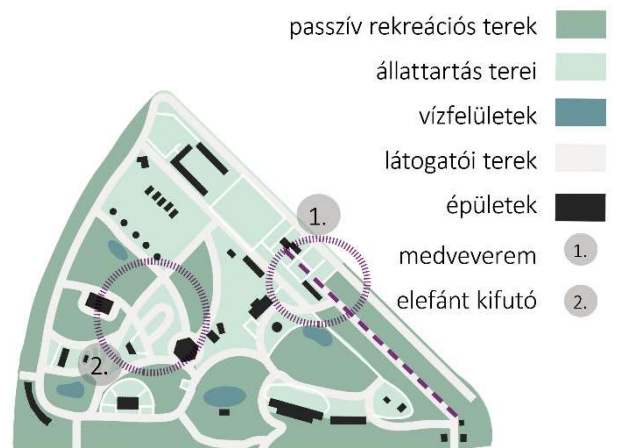 passzív rekreációs terek
állattartás terei
vízfelületek
látogatói terek
épületek
medveverem 1.
elefánt kifutó 2.
1.
2.